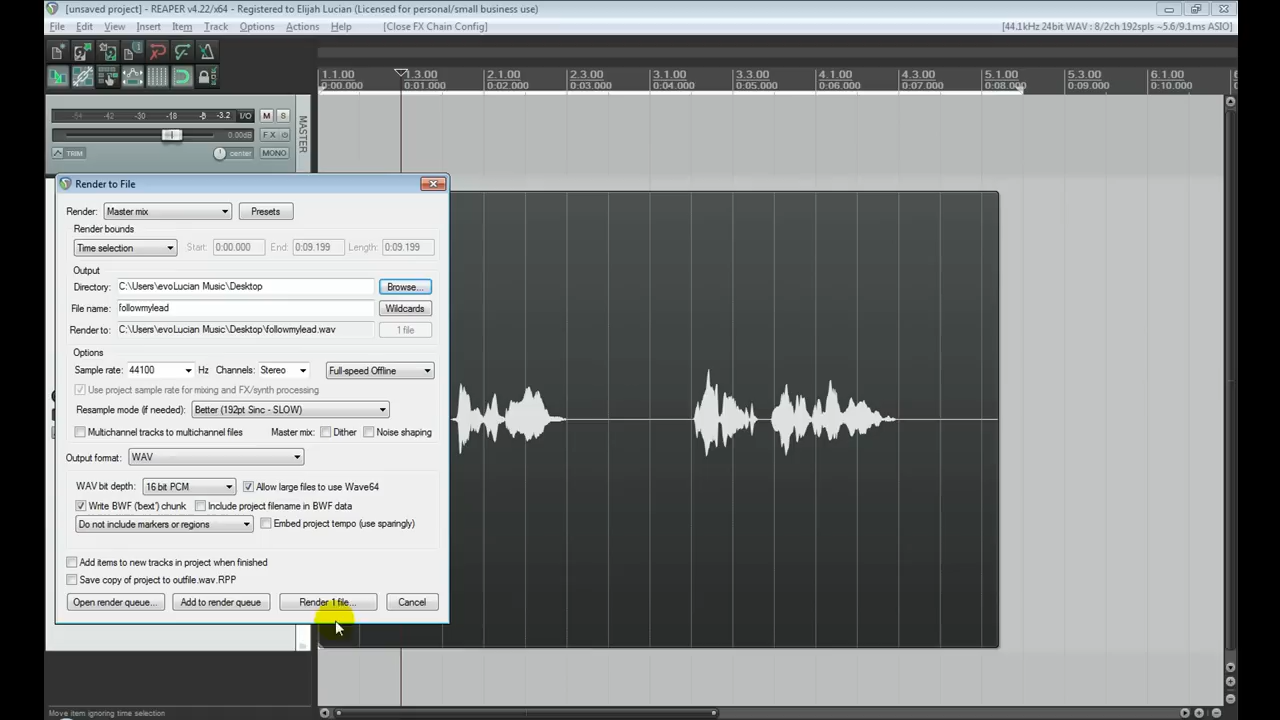 [unsaved project] - REAPER v4.22/x64 - Registered to Elijah Lucian (Licensed for personal/small business use)
File Edit View Insert Item Track Options Actions Help [Close FX Chain Config] [44.1kHz 24bit WAV : 8/2ch 192spls ~5.6/9.1ms ASIO]
1.1.00 1.3.00 2.1.00 2.3.00 3.1.00 3.3.00 4.1.00 4.3.00 5.1.00 5.3.00 6.1.00
0:00.000 0:01.000 0:02.000 0:03.000 0:04.000 0:05.000 0:06.000 0:07.000 0:08.000 0:09.000 0:10.000
-54 -42 -30 -18 -8 -3.2 I/O M S
0.00dB FX
TRIM center MONO
MASTER
Render to File
Render: Master mix Presets
Render bounds
Time selection Start: 0:00.000 End: 0:09.199 Length: 0:09.199
Output
Directory: C:\Users\evoLucian Music\Desktop Browse...
File name: followmylead Wildcards
Render to: C:\Users\evoLucian Music\Desktop\followmylead.wav 1 file
Options
Sample rate: 44100 Hz Channels: Stereo Full-speed Offline
Use project sample rate for mixing and FX/synth processing
Resample mode (if needed): Better (192pt Sinc - SLOW)
Multichannel tracks to multichannel files Master mix: Dither Noise shaping
Output format: WAV
WAV bit depth: 16 bit PCM Allow large files to use Wave64
Write BWF ('bext') chunk Include project filename in BWF data
Do not include markers or regions Embed project tempo (use sparingly)
Add items to new tracks in project when finished
Save copy of project to outfile.wav.RPP
Open render queue... Add to render queue Render 1 file... Cancel
Move item ignoring time selection